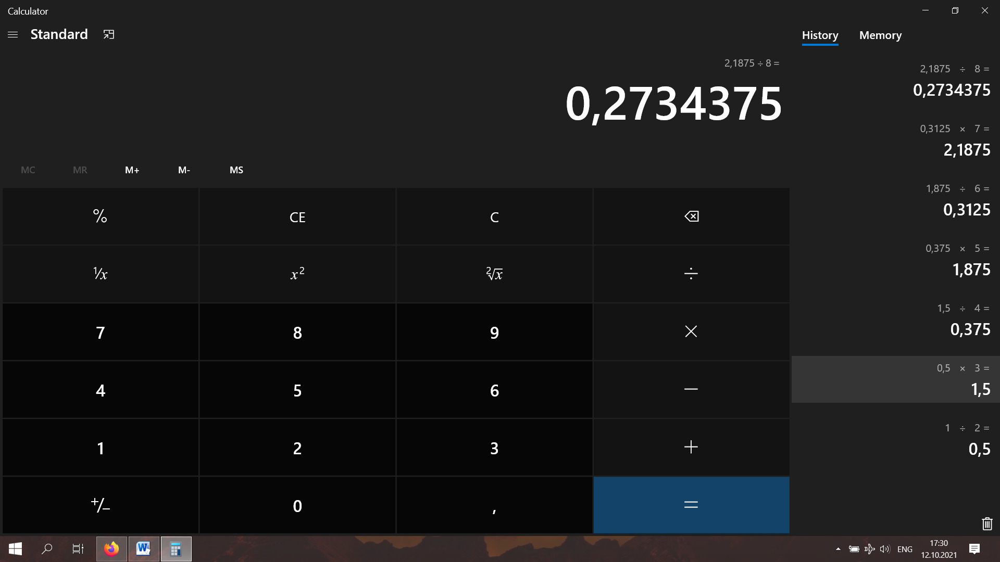 Calculator
Standard
History Memory
2,1875 ÷ 8 =
0,2734375
MC MR M+ M- MS
% CE C
¹/x x² ²√x ÷
7 8 9 ×
4 5 6 −
1 2 3 +
+/− 0 , =
2,1875 ÷ 8 =
0,2734375
0,3125 × 7 =
2,1875
1,875 ÷ 6 =
0,3125
0,375 × 5 =
1,875
1,5 ÷ 4 =
0,375
0,5 × 3 =
1,5
1 ÷ 2 =
0,5
W
ENG
17:30
12.10.2021